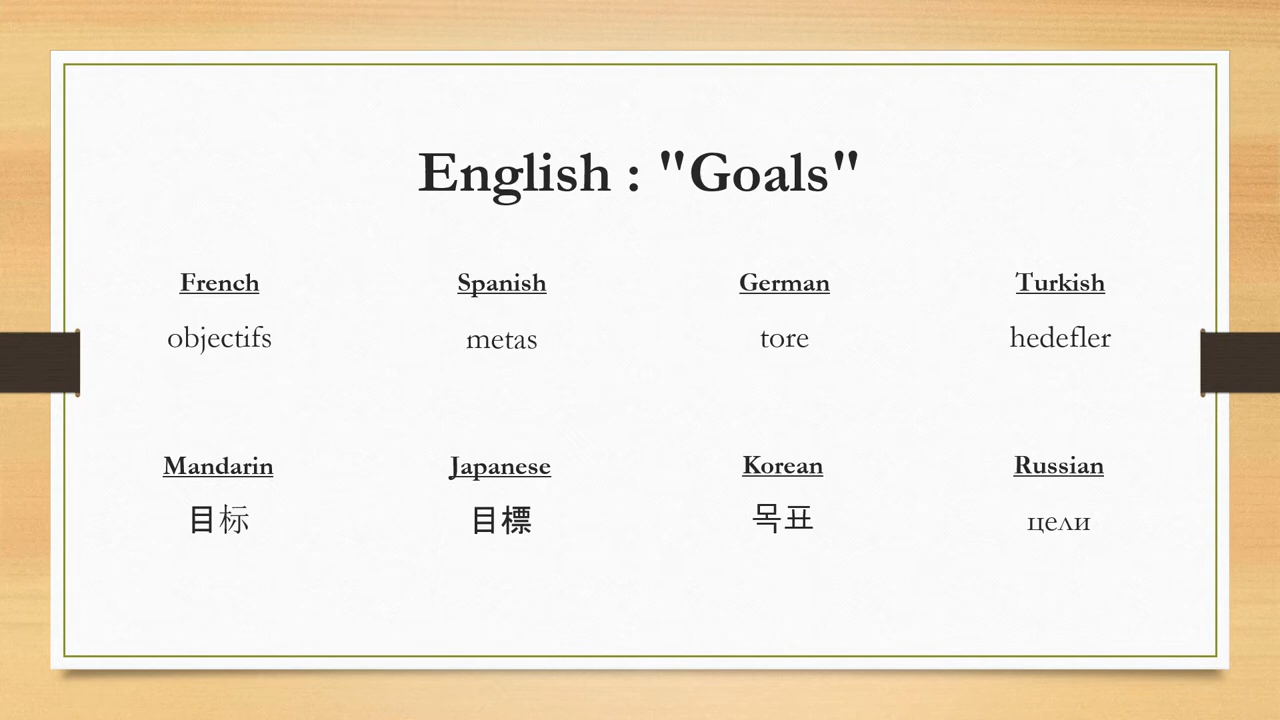 English : "Goals"
French
objectifs
Spanish
metas
German
tore
Turkish
hedefler
Mandarin
目标
Japanese
目標
Korean
목표
Russian
цели